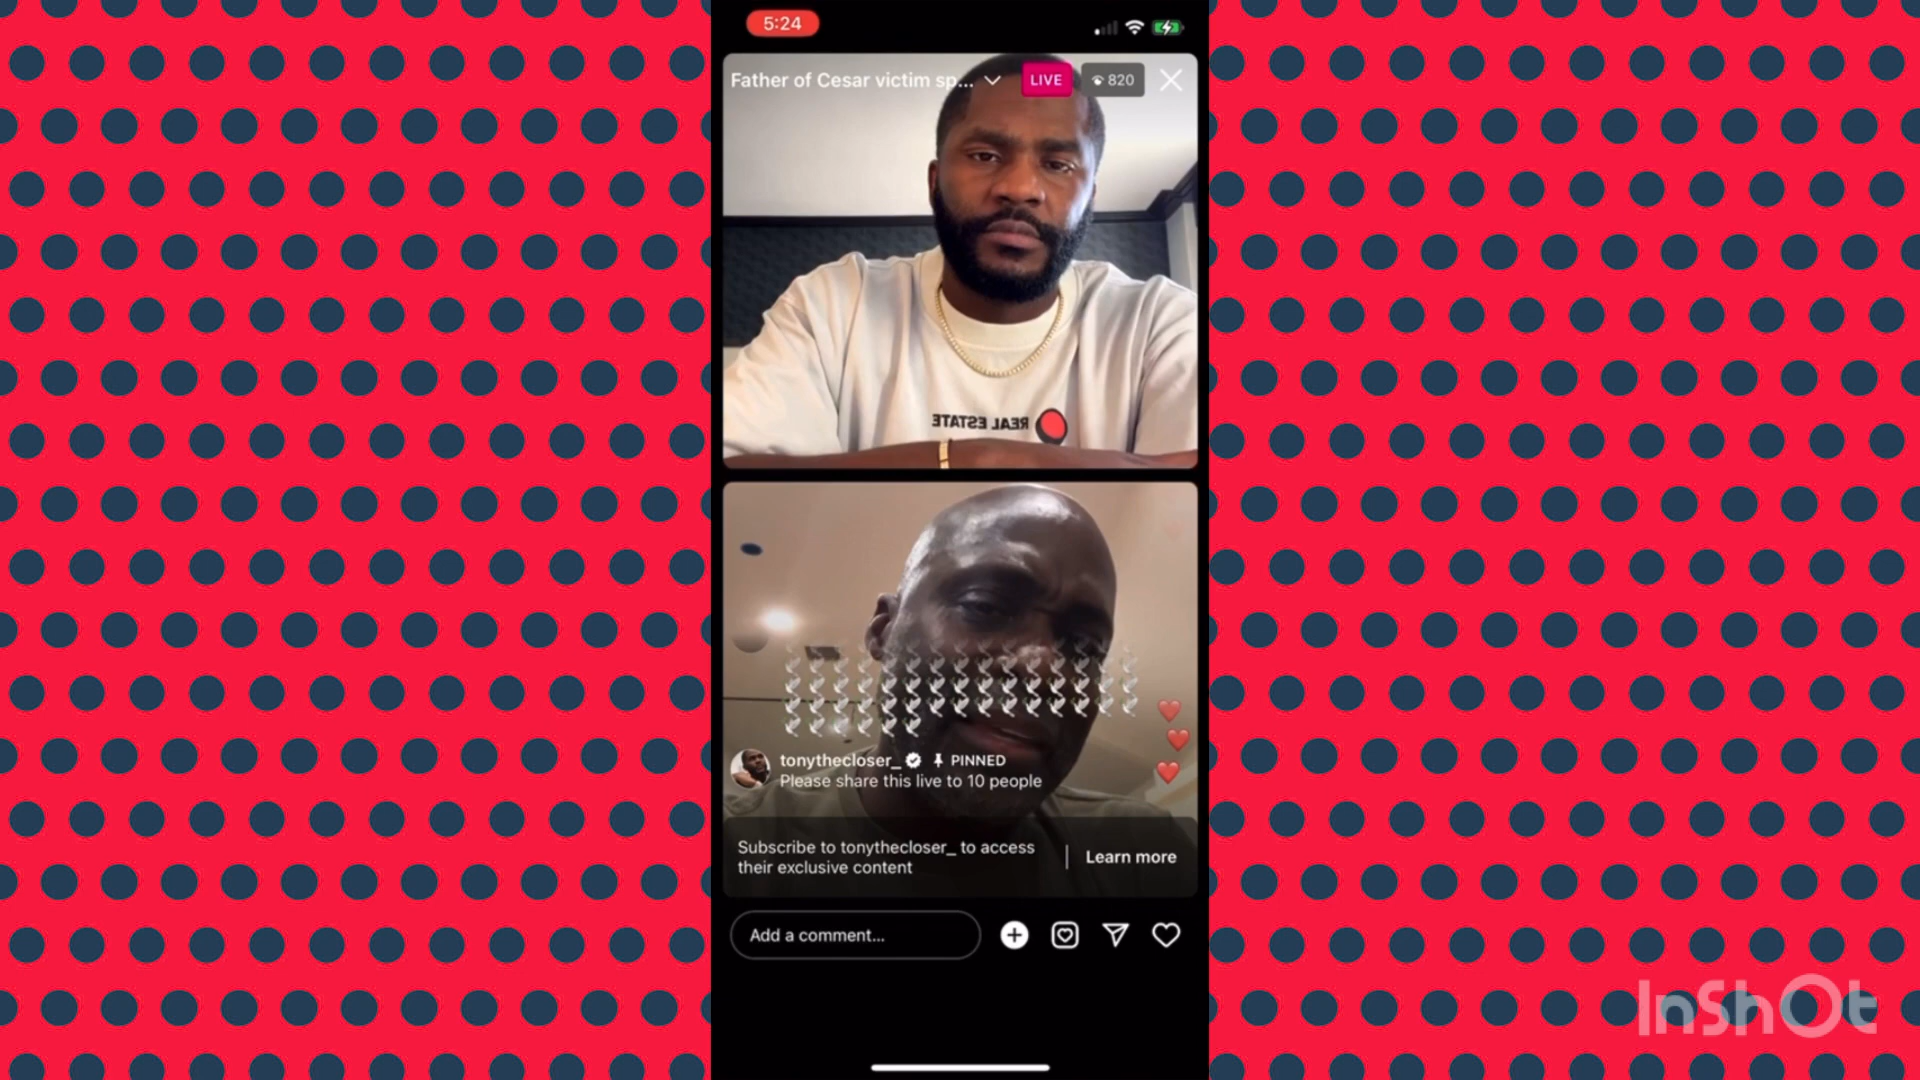 5:24
Father of Cesar victim sp...
LIVE
820
REAL ESTATE
tonythecloser_ PINNED
Please share this live to 10 people
Subscribe to tonythecloser_ to access
their exclusive content
Learn more
Add a comment...
InShOt